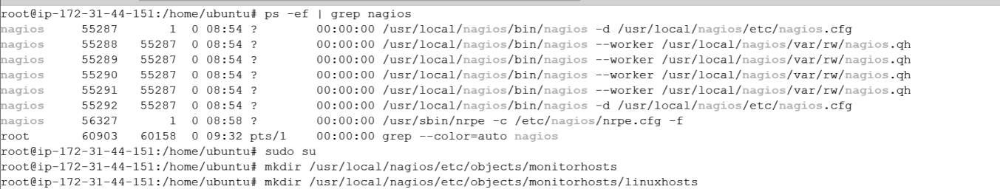 root@ip-172-31-44-151:/home/ubuntu# ps -ef | grep nagios
nagios     55287       1  0 08:54 ?        00:00:00 /usr/local/nagios/bin/nagios -d /usr/local/nagios/etc/nagios.cfg
nagios     55288   55287  0 08:54 ?        00:00:00 /usr/local/nagios/bin/nagios --worker /usr/local/nagios/var/rw/nagios.qh
nagios     55289   55287  0 08:54 ?        00:00:00 /usr/local/nagios/bin/nagios --worker /usr/local/nagios/var/rw/nagios.qh
nagios     55290   55287  0 08:54 ?        00:00:00 /usr/local/nagios/bin/nagios --worker /usr/local/nagios/var/rw/nagios.qh
nagios     55291   55287  0 08:54 ?        00:00:00 /usr/local/nagios/bin/nagios --worker /usr/local/nagios/var/rw/nagios.qh
nagios     55292   55287  0 08:54 ?        00:00:00 /usr/local/nagios/bin/nagios -d /usr/local/nagios/etc/nagios.cfg
nagios     56327       1  0 08:58 ?        00:00:00 /usr/sbin/nrpe -c /etc/nagios/nrpe.cfg -f
root       60903   60158  0 09:32 pts/1    00:00:00 grep --color=auto nagios
root@ip-172-31-44-151:/home/ubuntu# sudo su
root@ip-172-31-44-151:/home/ubuntu# mkdir /usr/local/nagios/etc/objects/monitorhosts
root@ip-172-31-44-151:/home/ubuntu# mkdir /usr/local/nagios/etc/objects/monitorhosts/linuxhosts